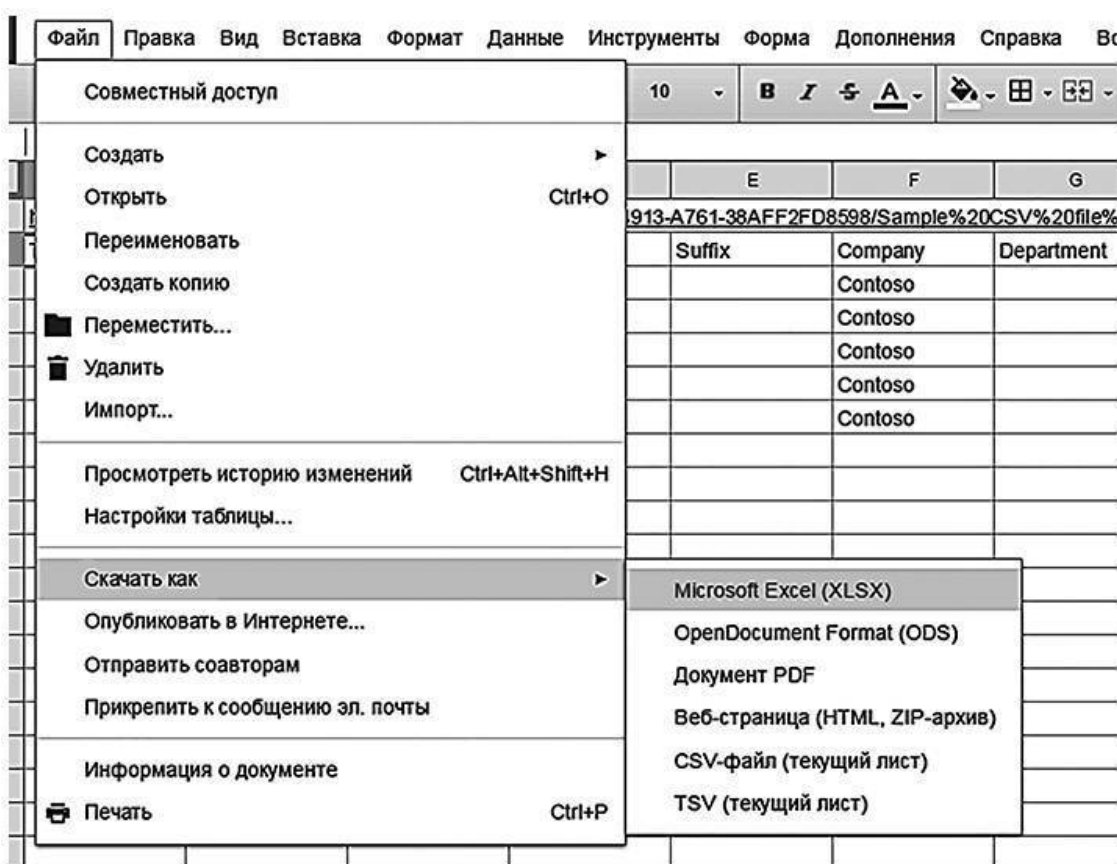 Файл Правка Вид Вставка Формат Данные Инструменты Форма Дополнения Справка
Совместный доступ
10 B I S A
Создать
Открыть Ctrl+O
Переименовать
Создать копию
Переместить...
Удалить
Импорт...
Просмотреть историю изменений Ctrl+Alt+Shift+H
Настройки таблицы...
Скачать как
Опубликовать в Интернете...
Отправить соавторам
Прикрепить к сообщению эл. почты
Информация о документе
Печать Ctrl+P
E F G
913-A761-38AFF2FD8598/Sample%20CSV%20file%
Suffix Company Department
Contoso
Contoso
Contoso
Contoso
Contoso
Microsoft Excel (XLSX)
OpenDocument Format (ODS)
Документ PDF
Веб-страница (HTML, ZIP-архив)
CSV-файл (текущий лист)
TSV (текущий лист)